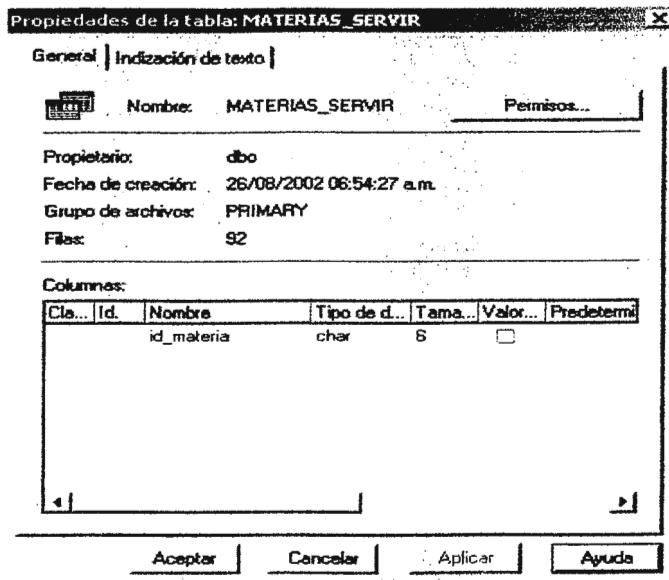 Propiedades de la tabla: MATERIAS_SERVIR
General Indización de texto
Nombre: MATERIAS_SERVIR Permisos...
Propietario: dbo
Fecha de creación: 26/08/2002 06:54:27 a.m.
Grupo de archivos: PRIMARY
Filas: 92
Columnas:
Cla... Id. Nombre Tipo de d... Tama... Valor... Predetermi
id_materia char 6
Aceptar Cancelar Aplicar Ayuda